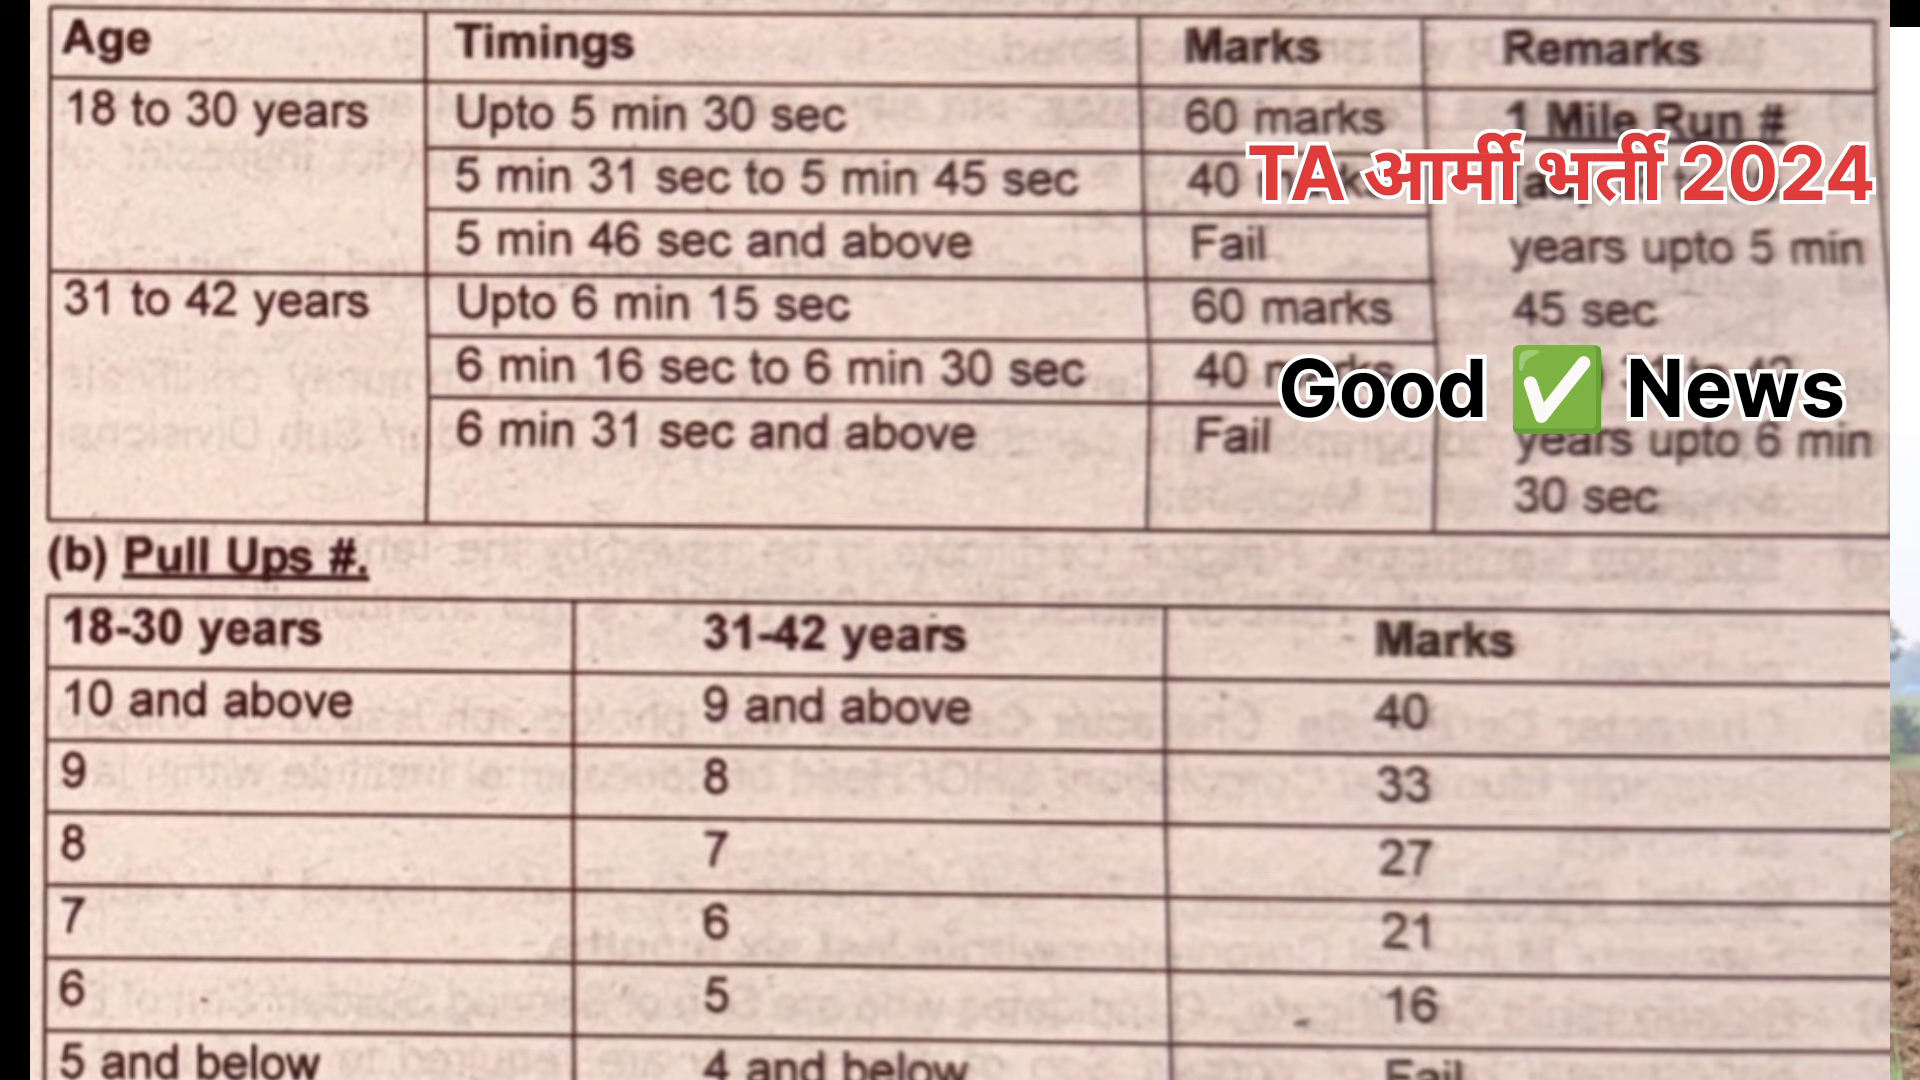 Age Timings Marks Remarks
18 to 30 years Upto 5 min 30 sec 60 marks 1 Mile Run #
5 min 31 sec to 5 min 45 sec 40
TA आर्मी भर्ती 2024
5 min 46 sec and above Fail years upto 5 min
31 to 42 years Upto 6 min 15 sec 60 marks 45 sec
6 min 16 sec to 6 min 30 sec 40
Good ✅ News
6 min 31 sec and above Fail years upto 6 min
30 sec
(b) Pull Ups #.
18-30 years 31-42 years Marks
10 and above 9 and above 40
9 8 33
8 7 27
7 6 21
6 5 16
5 and below 4 and below Fail